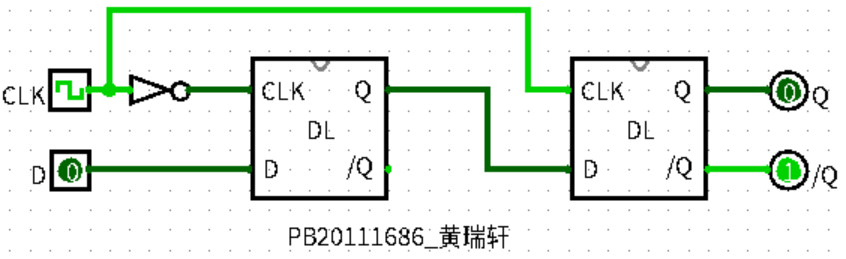 CLK
CLK Q
DL
D /Q
CLK Q
DL
D /Q
0 Q
D 0
1 /Q
PB20111686_黄瑞轩